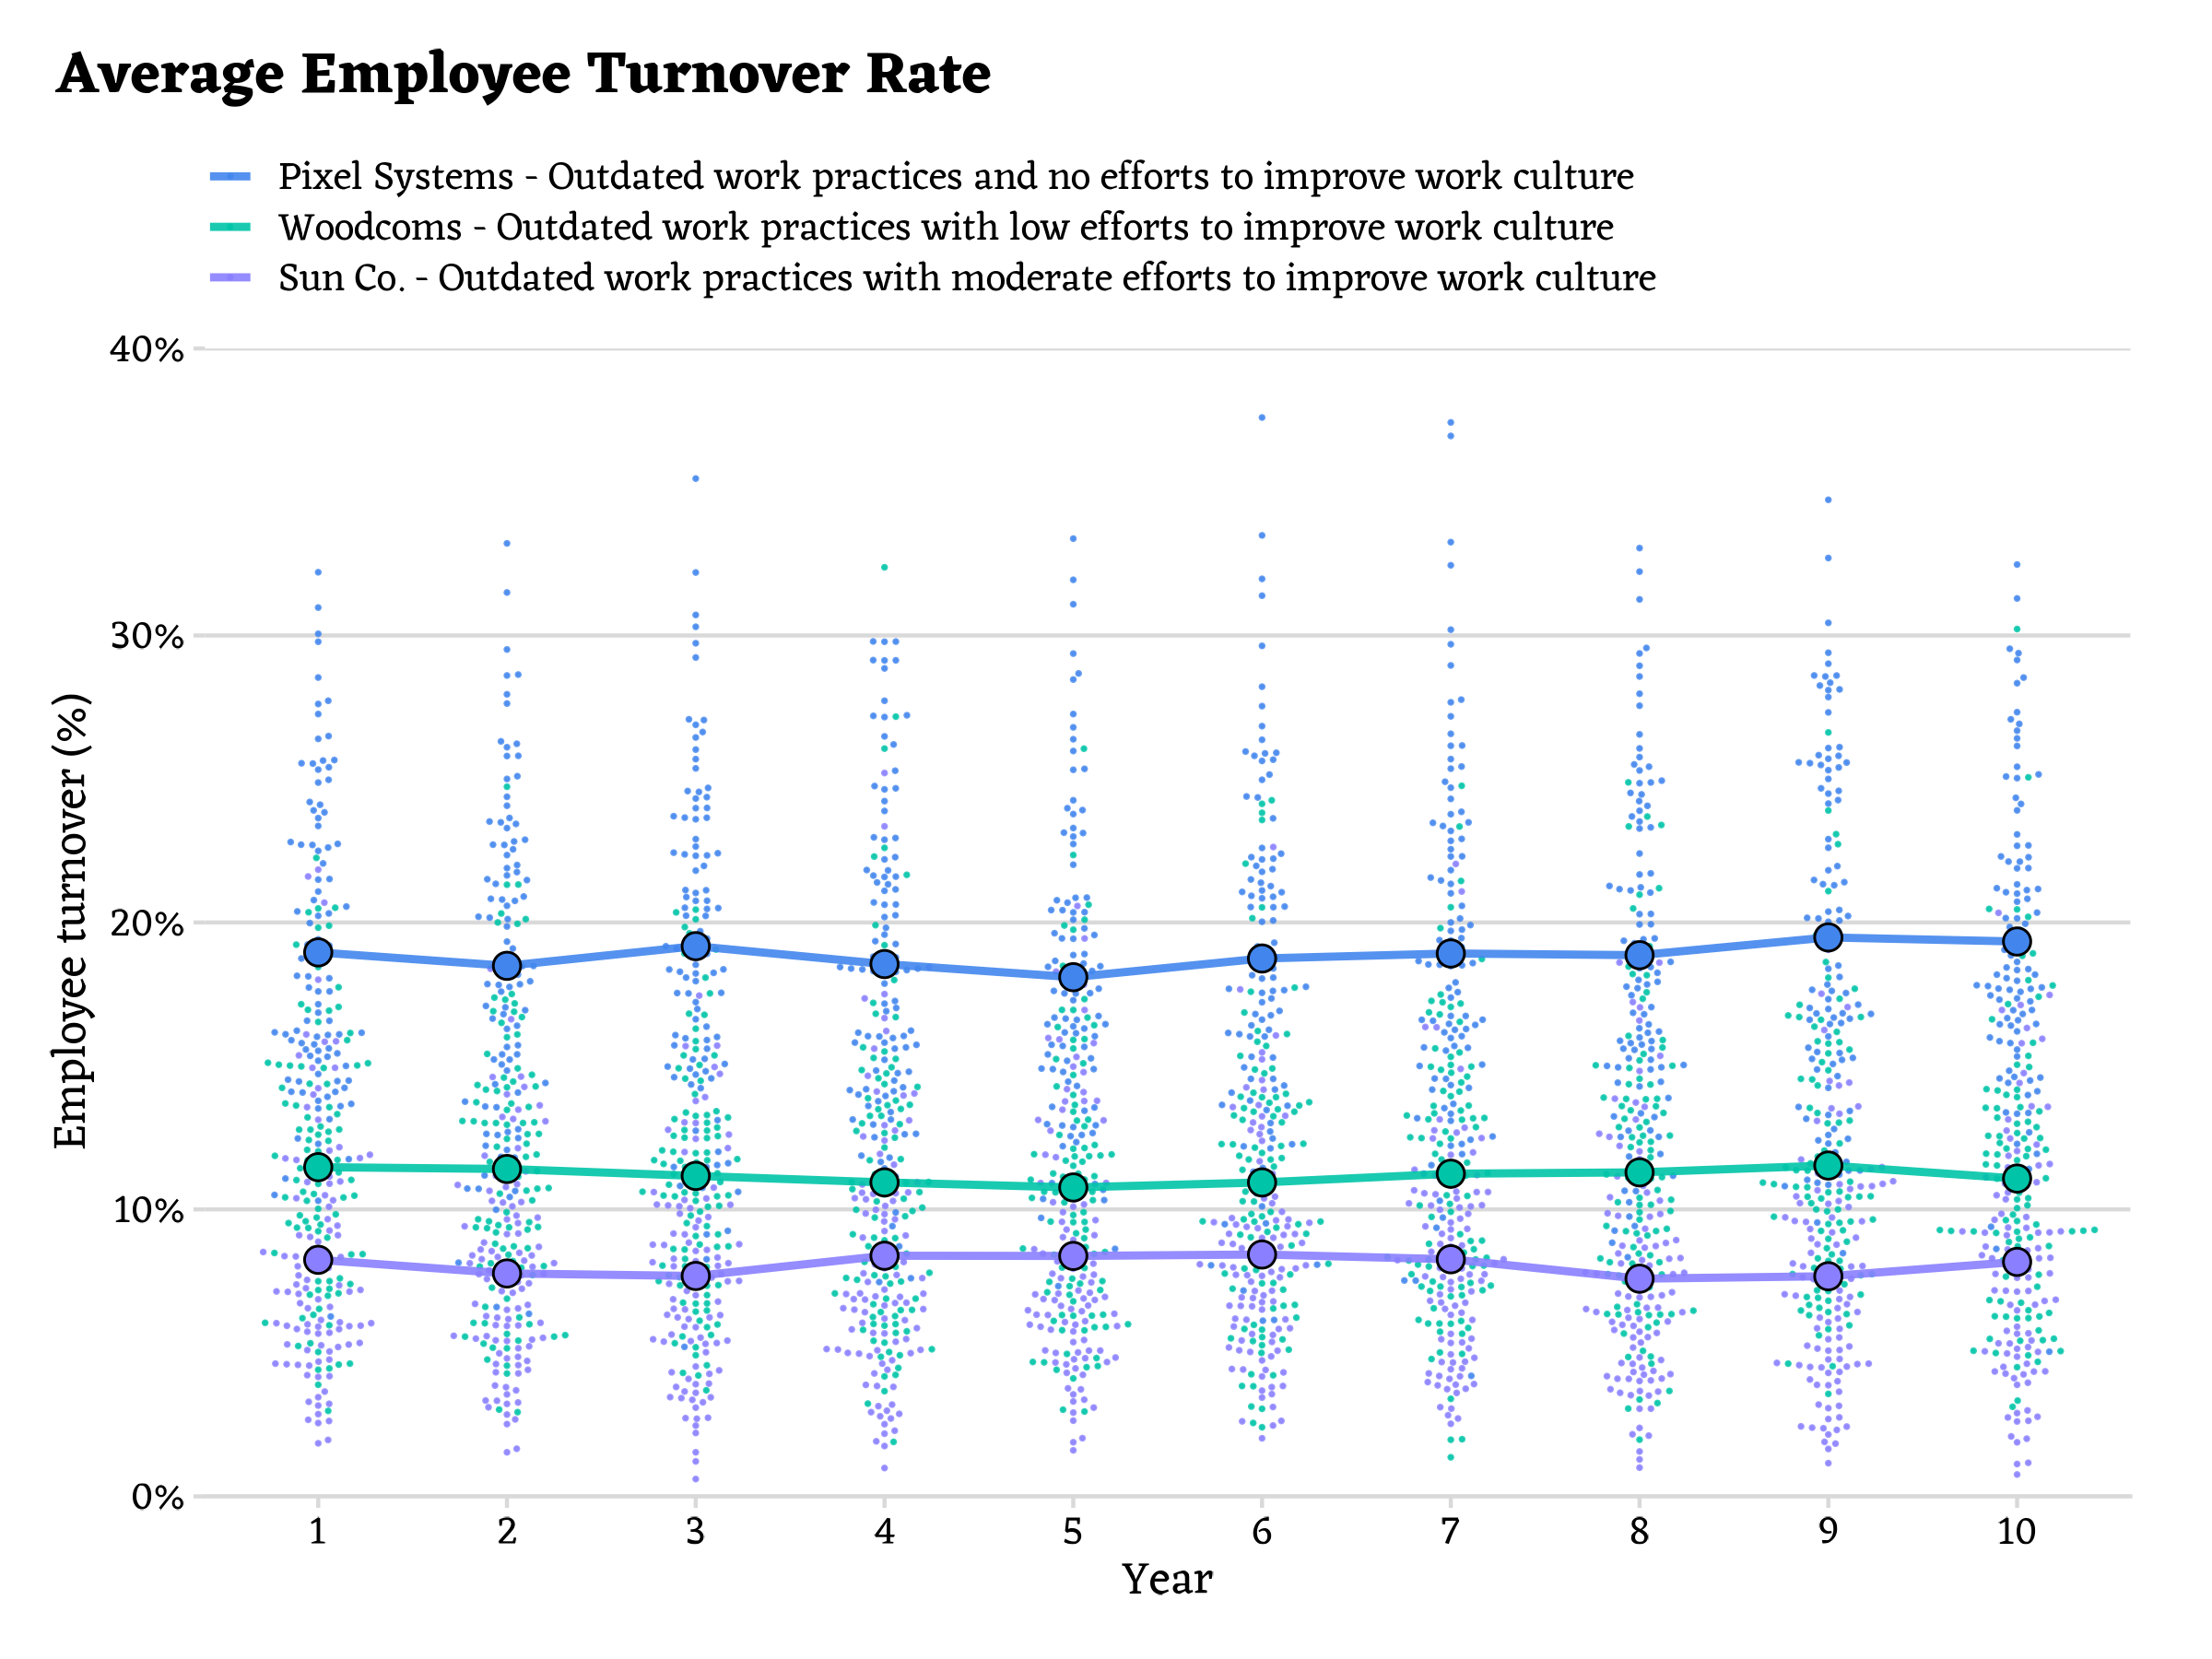 Average Employee Turnover Rate
Pixel Systems - Outdated work practices and no efforts to improve work culture
Woodcoms - Outdated work practices with low efforts to improve work culture
Sun Co. - Outdated work practices with moderate efforts to improve work culture
40%
30%
20%
10%
0%
Employee turnover (%)
1 2 3 4 5 6 7 8 9 10
Year